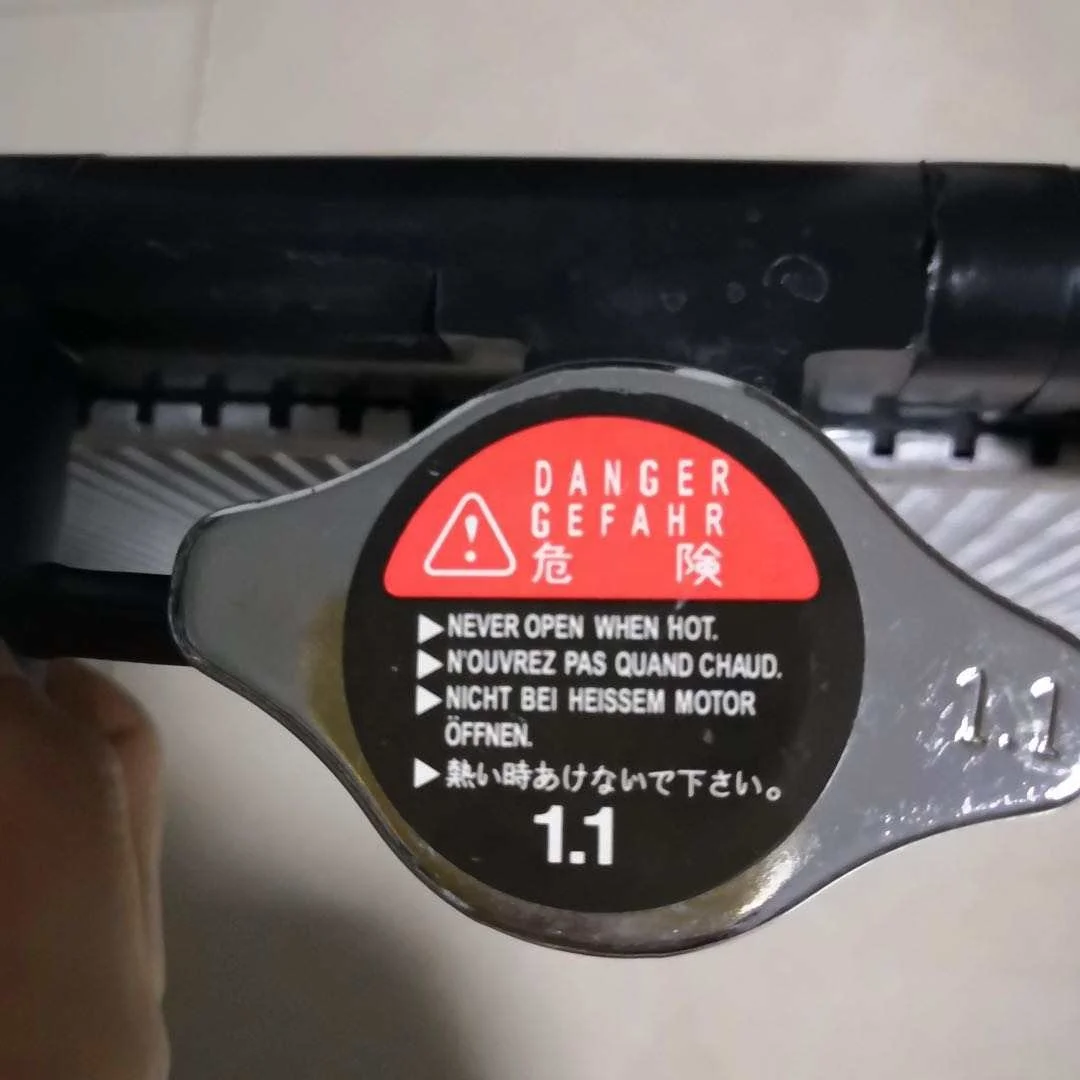 DANGER
GEFAHR
危 険
▶NEVER OPEN WHEN HOT.
▶N'OUVREZ PAS QUAND CHAUD.
▶NICHT BEI HEISSEM MOTOR
ÖFFNEN.
▶熱い時あけないで下さい。
1.1
1.1